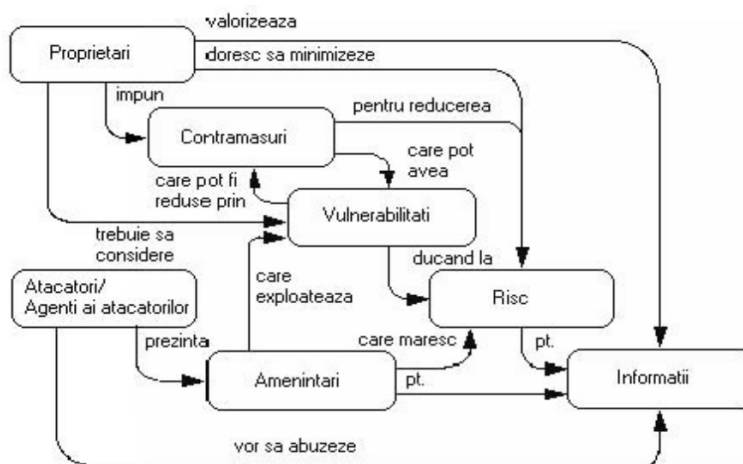 valorizeaza
Proprietari
doresc sa minimizeze
impun
pentru reducerea
Contramasuri
care pot
avea
care pot fi
reduse prin
Vulnerabilitati
trebuie sa
considere
ducand la
care
exploateaza
Atacatori/
Agenti ai atacatorilor
Risc
prezinta
care maresc
pt.
Amenintari
pt.
Informatii
vor sa abuzeze